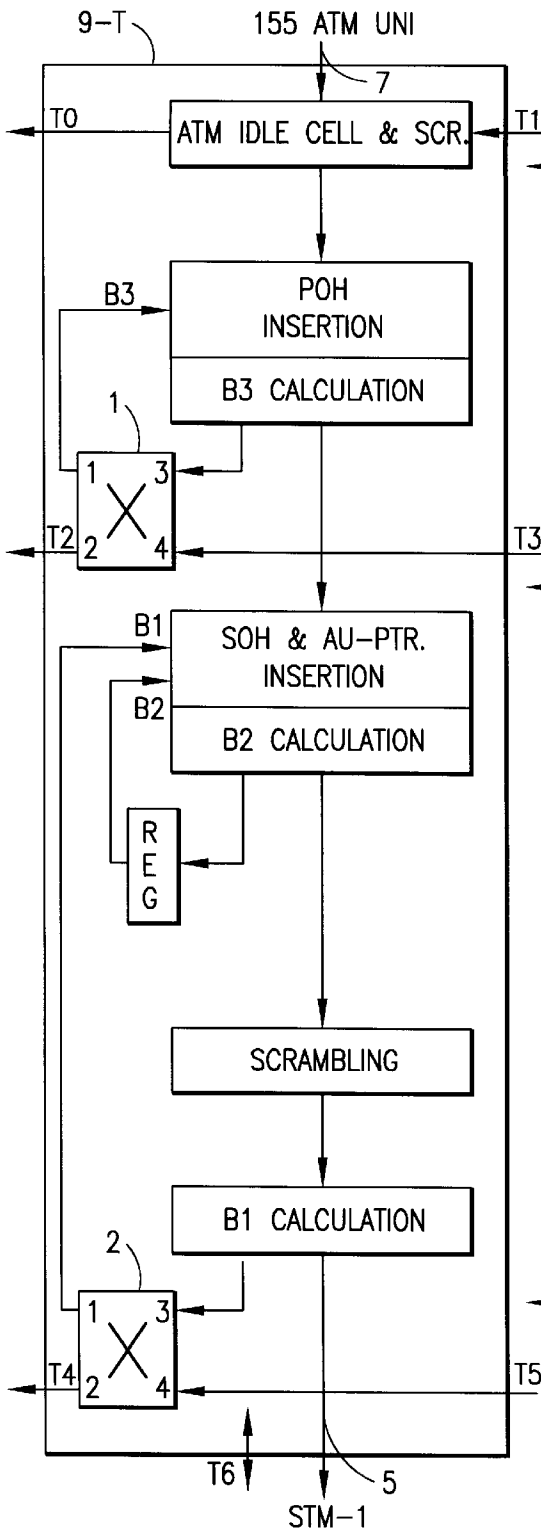 9-T
155 ATM UNI
7
T0
ATM IDLE CELL & SCR.
T1
B3
POH
INSERTION
B3 CALCULATION
1
1 3
2 4
T2
T3
B1
SOH & AU-PTR.
INSERTION
B2
B2 CALCULATION
R
E
G
SCRAMBLING
B1 CALCULATION
2
1 3
2 4
T4
T5
T6
5
STM-1